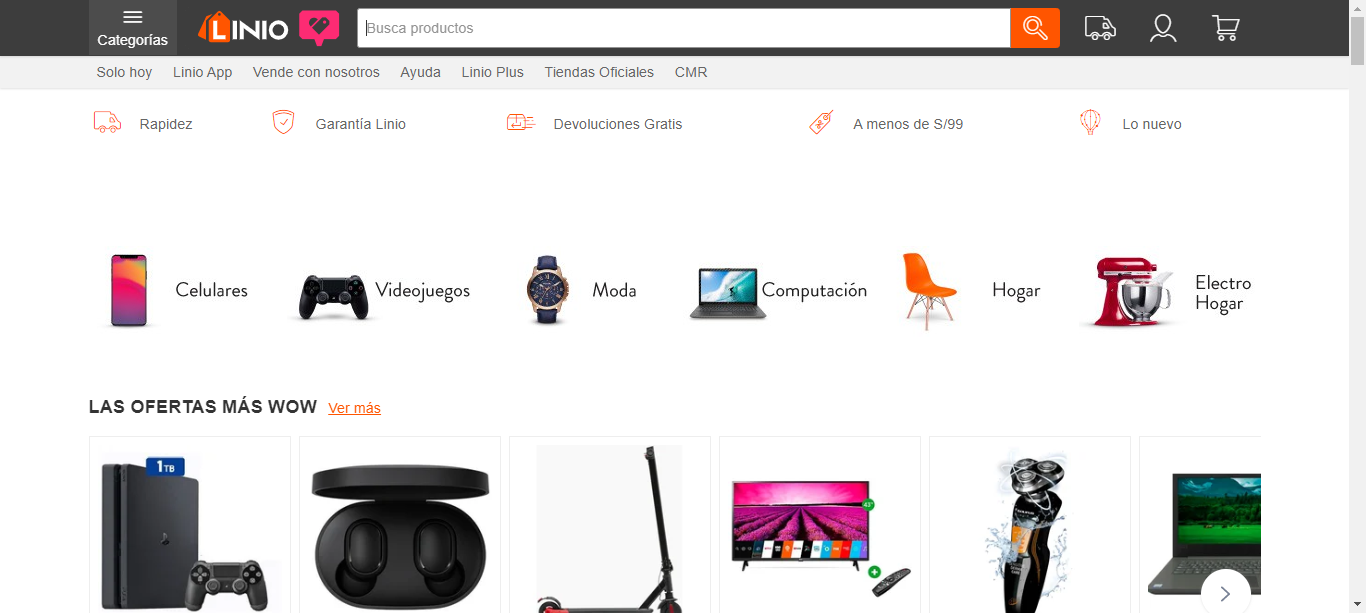 Categorías
LINIO
Busca productos
Solo hoy Linio App Vende con nosotros Ayuda Linio Plus Tiendas Oficiales CMR
Rapidez Garantía Linio Devoluciones Gratis A menos de S/99 Lo nuevo
Celulares Videojuegos Moda Computación Hogar Electro
Hogar
LAS OFERTAS MÁS WOW Ver más
1TB
43"